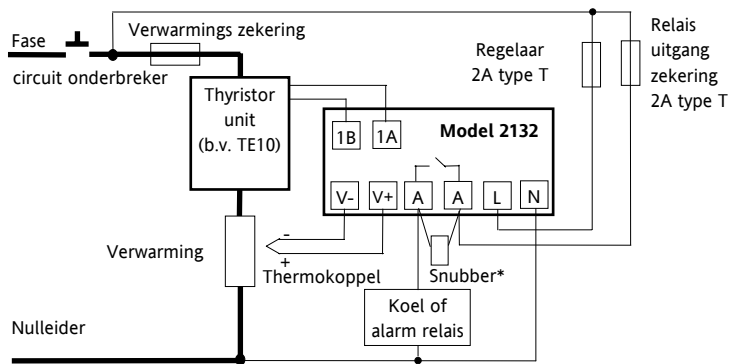 Verwarmings zekering
Fase
circuit onderbreker
Thyristor
unit
(b.v. TE10)
1B
1A
Model 2132
Regelaar
2A type T
Relais
uitgang
zekering
2A type T
V-
V+
A
A
L
N
-
+
Verwarming
Thermokoppel
Snubber*
Koel of
alarm relais
Nulleider